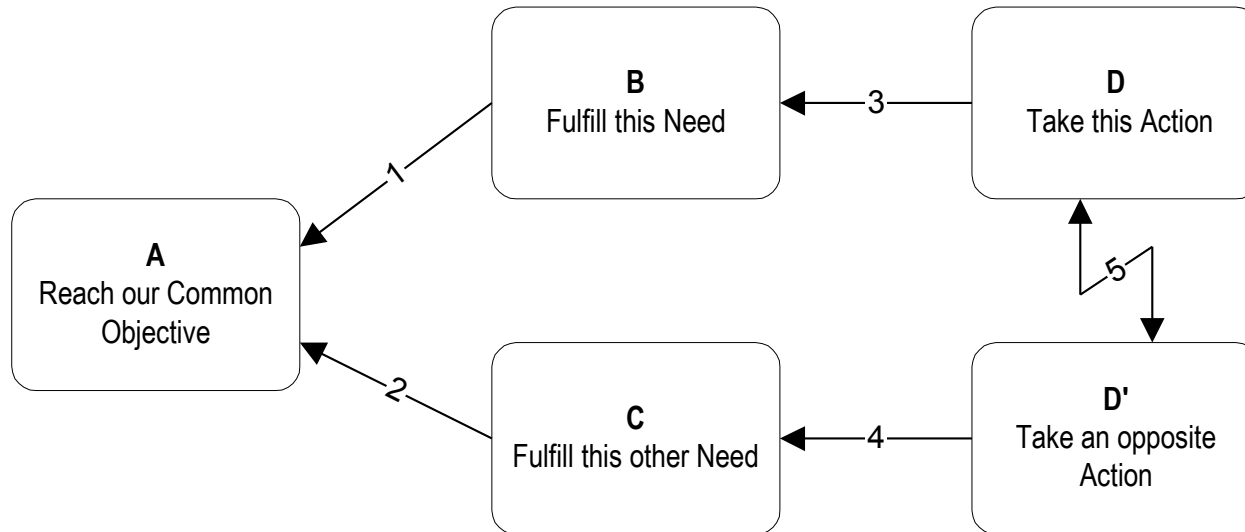 B
Fulfill this Need
D
Take this Action
3
1
A
Reach our Common
Objective
5
2
C
Fulfill this other Need
4
D'
Take an opposite
Action